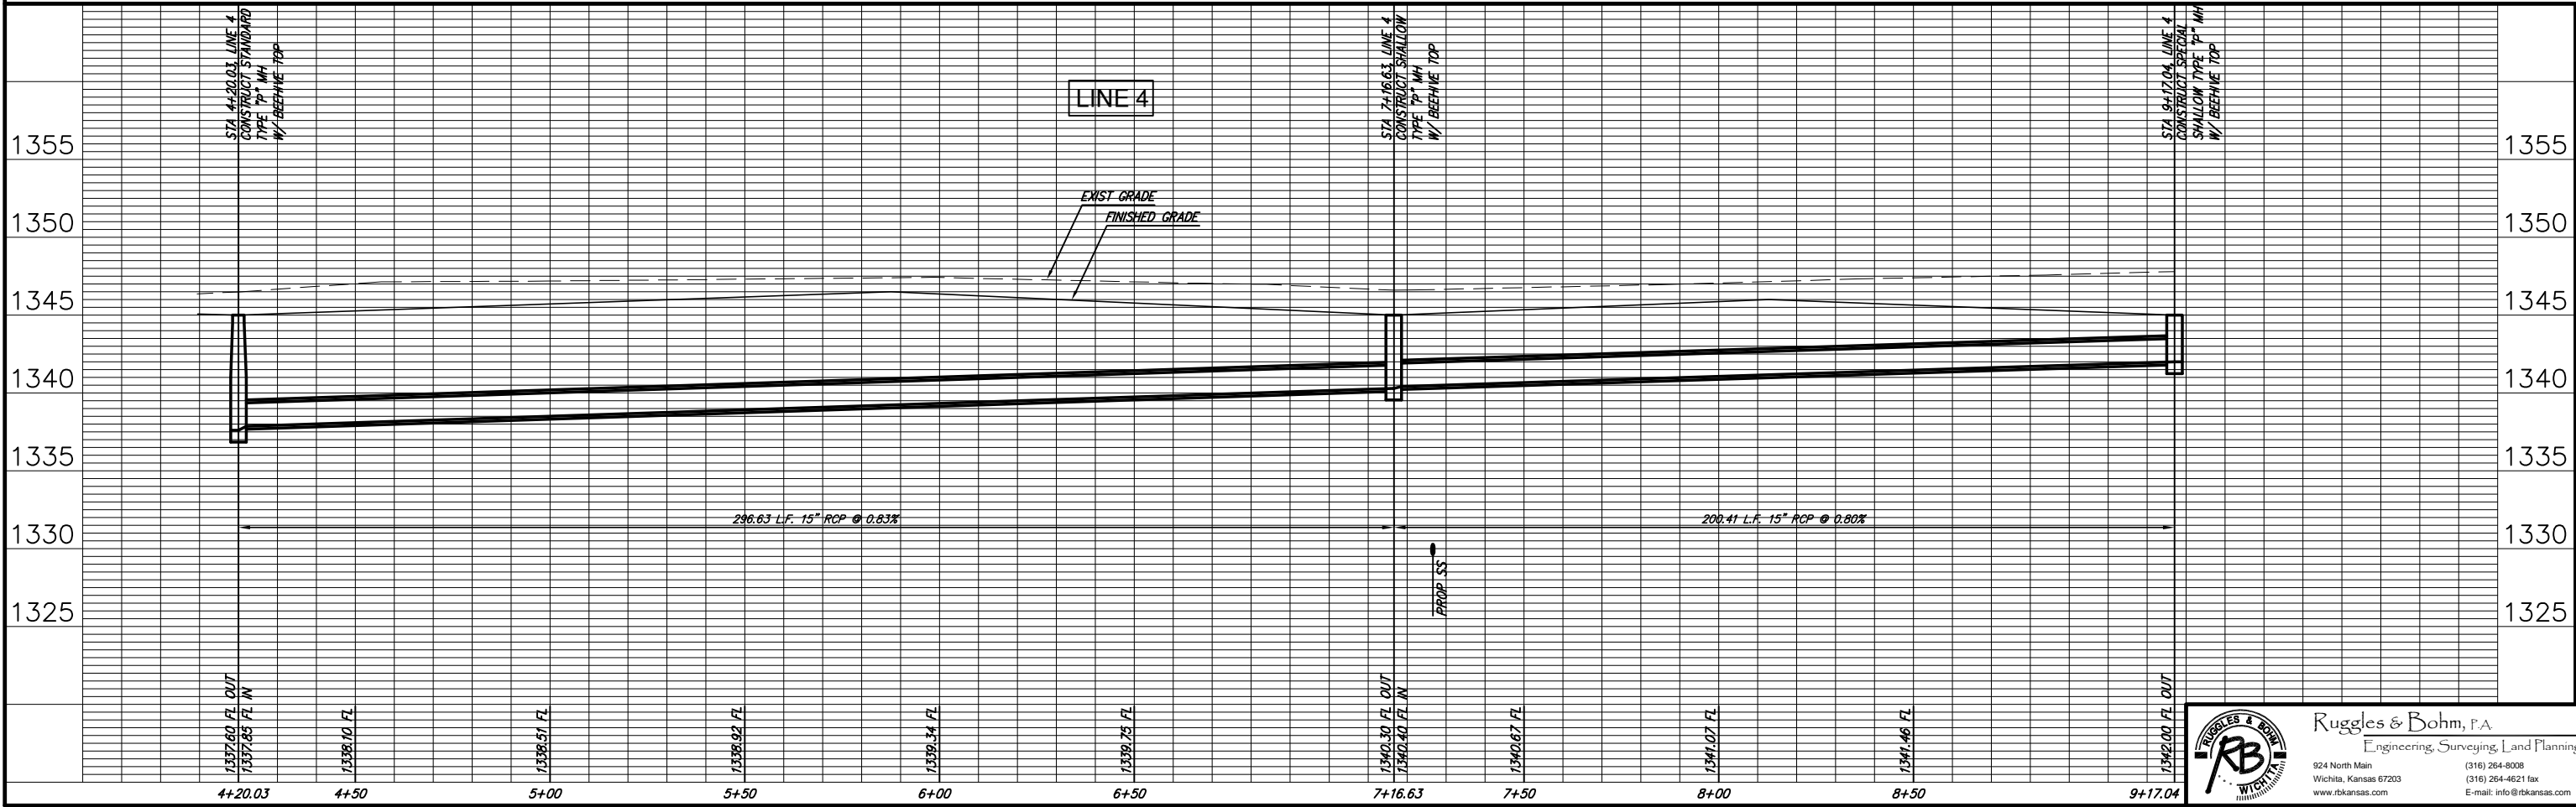 STA 4+20.03, LINE 4
CONSTRUCT STANDARD
TYPE "P" MH
W/ BEEHIVE TOP
STA 7+16.63, LINE 4
CONSTRUCT SHALLOW
TYPE "P" MH
W/ BEEHIVE TOP
STA 9+17.04, LINE 4
CONSTRUCT SPECIAL
SHALLOW TYPE "P" MH
W/ BEEHIVE TOP
LINE 4
1355
1355
EXIST GRADE
FINISHED GRADE
1350
1350
1345
1345
1340
1340
1335
1335
296.63 L.F. 15" RCP @ 0.83%
200.41 L.F. 15" RCP @ 0.80%
1330
1330
PROP SS
1325
1325
1337.60 FL OUT
1337.85 FL IN
1338.10 FL
1338.51 FL
1338.92 FL
1339.34 FL
1339.75 FL
1340.30 FL OUT
1340.40 FL IN
1340.67 FL
1341.07 FL
1341.46 FL
1342.00 FL OUT
4+20.03
4+50
5+00
5+50
6+00
6+50
7+16.63
7+50
8+00
8+50
9+17.04
RUGGLES & BOHM
RB
WICHITA
Ruggles & Bohm, P.A.
Engineering, Surveying, Land Planning
924 North Main
(316) 264-8008
Wichita, Kansas 67203
(316) 264-4621 fax
www.rbkansas.com
E-mail: info@rbkansas.com